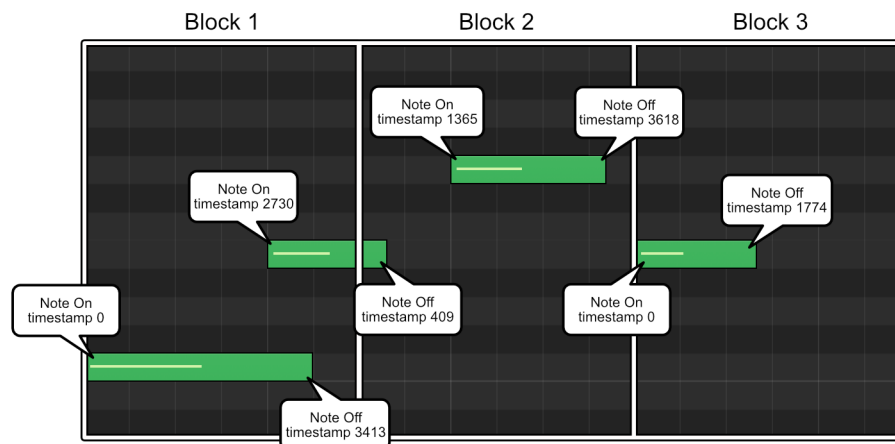 Block 1
Block 2
Block 3
Note On
timestamp 1365
Note Off
timestamp 3618
Note On
timestamp 2730
Note Off
timestamp 1774
Note On
timestamp 0
Note Off
timestamp 409
Note On
timestamp 0
Note Off
timestamp 3413